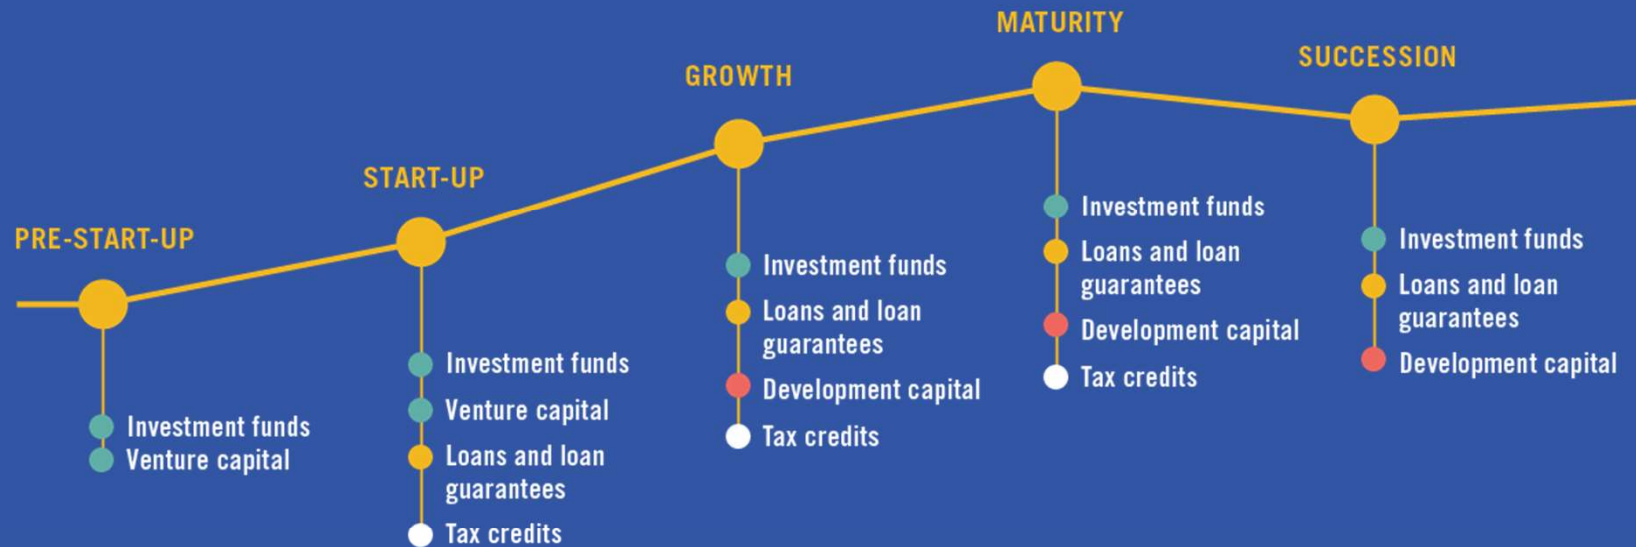 PRE-START-UP
Investment funds
Venture capital
START-UP
Investment funds
Venture capital
Loans and loan
guarantees
Tax credits
GROWTH
Investment funds
Loans and loan
guarantees
Development capital
Tax credits
MATURITY
Investment funds
Loans and loan
guarantees
Development capital
Tax credits
SUCCESSION
Investment funds
Loans and loan
guarantees
Development capital